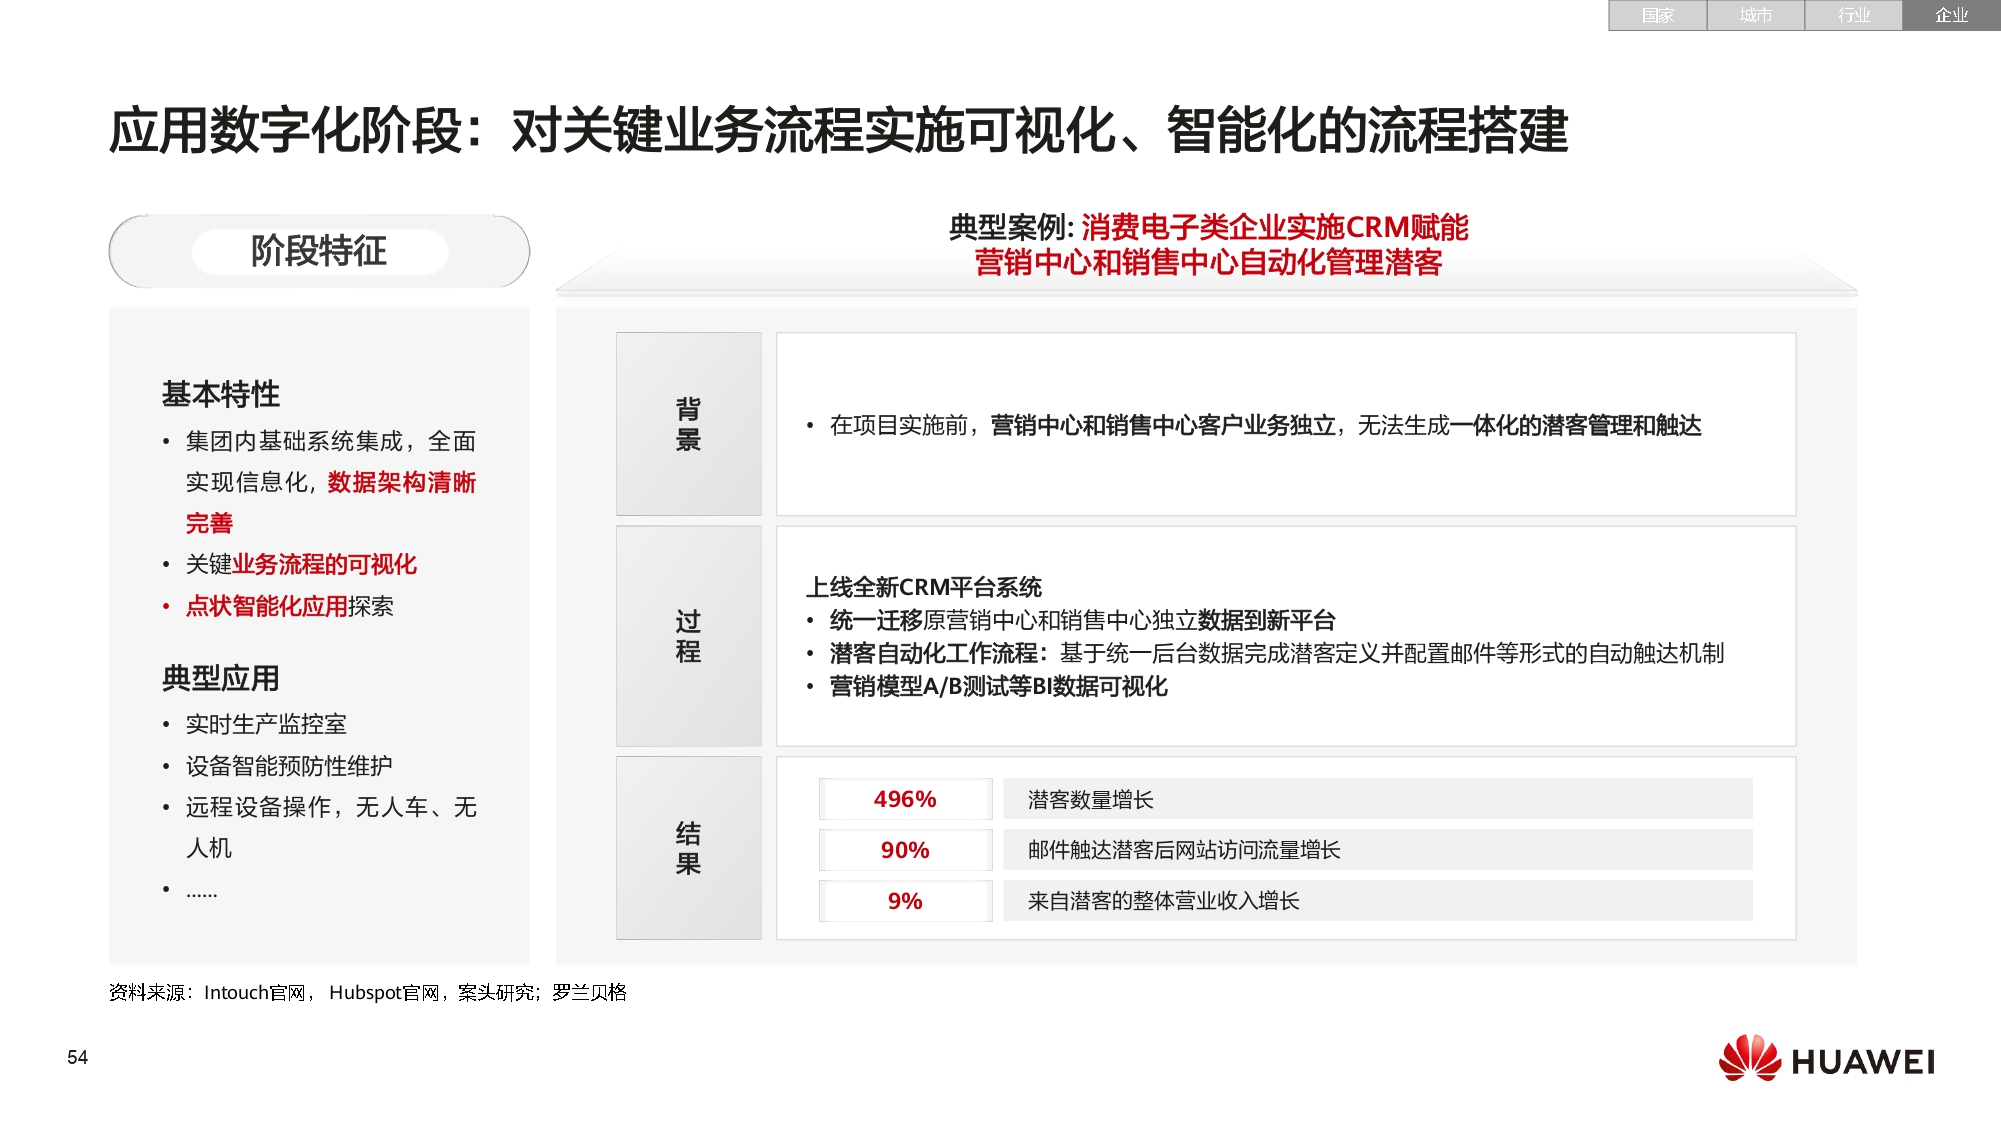 国家 城市 行业 企业
应用数字化阶段：对关键业务流程实施可视化、智能化的流程搭建
阶段特征
基本特性
• 集团内基础系统集成，全面
实现信息化, 数据架构清晰
完善
• 关键业务流程的可视化
• 点状智能化应用探索
典型应用
• 实时生产监控室
• 设备智能预防性维护
• 远程设备操作，无人车、无
人机
• ......
典型案例: 消费电子类企业实施CRM赋能
营销中心和销售中心自动化管理潜客
背
景
• 在项目实施前，营销中心和销售中心客户业务独立，无法生成一体化的潜客管理和触达
过
程
上线全新CRM平台系统
• 统一迁移原营销中心和销售中心独立数据到新平台
• 潜客自动化工作流程：基于统一后台数据完成潜客定义并配置邮件等形式的自动触达机制
• 营销模型A/B测试等BI数据可视化
结
果
496% 潜客数量增长
90% 邮件触达潜客后网站访问流量增长
9% 来自潜客的整体营业收入增长
资料来源：Intouch官网， Hubspot官网，案头研究；罗兰贝格
54
HUAWEI